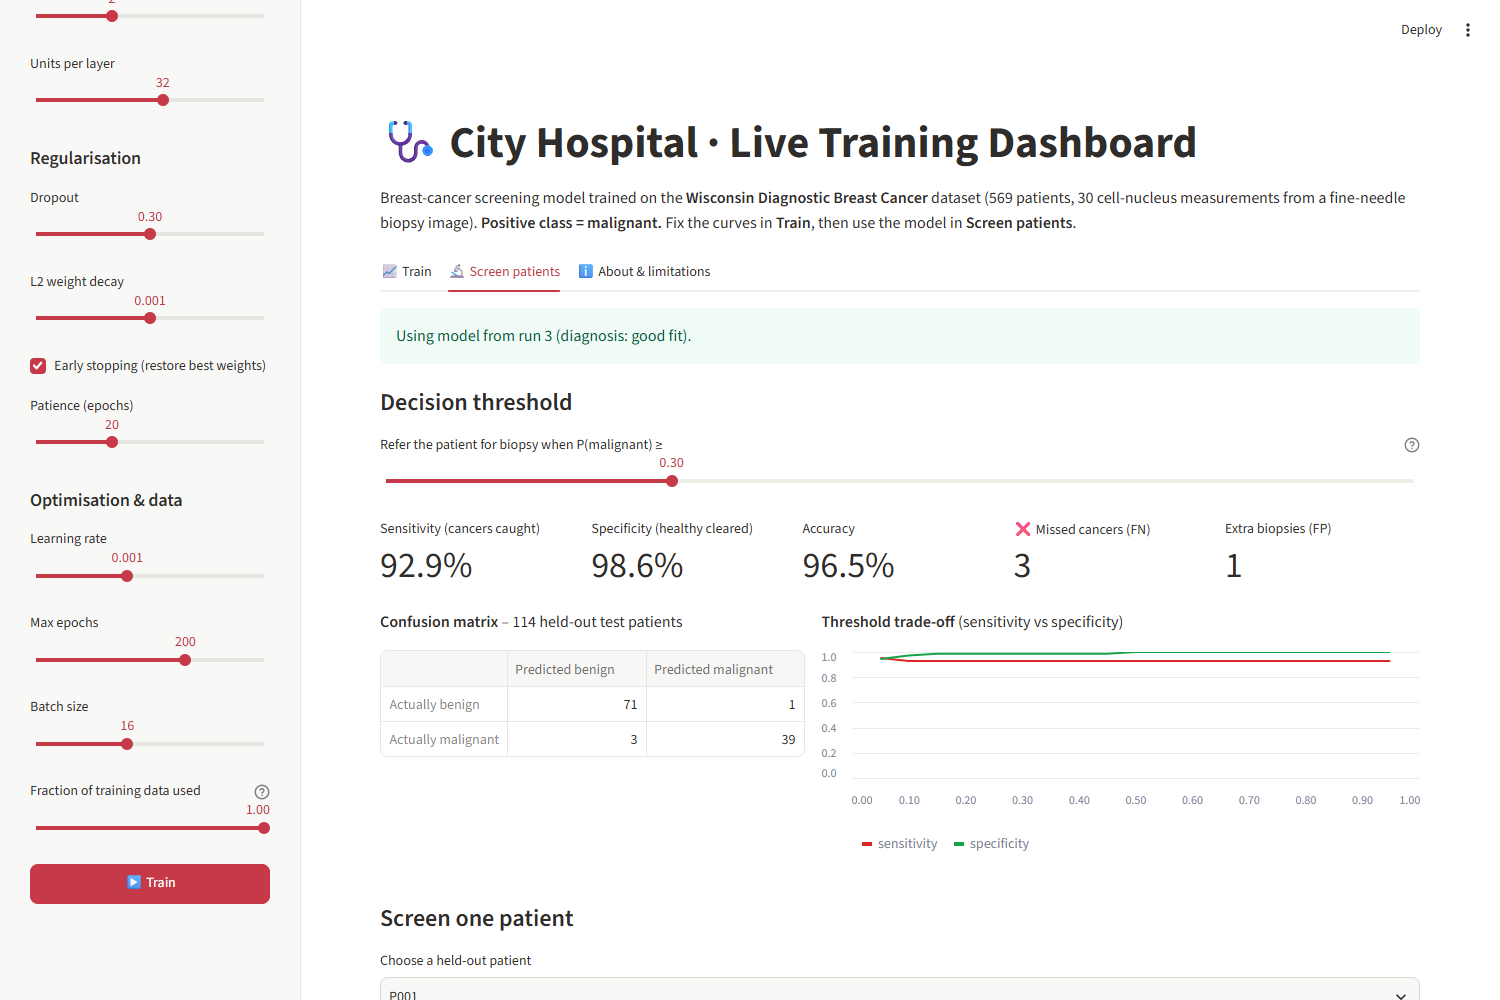 2
Units per layer
32
Regularisation
Dropout
0.30
L2 weight decay
0.001
Early stopping (restore best weights)
Patience (epochs)
20
Optimisation & data
Learning rate
0.001
Max epochs
200
Batch size
16
Fraction of training data used
1.00
Train
Deploy
City Hospital · Live Training Dashboard
Breast-cancer screening model trained on the Wisconsin Diagnostic Breast Cancer dataset (569 patients, 30 cell-nucleus measurements from a fine-needle
biopsy image). Positive class = malignant. Fix the curves in Train, then use the model in Screen patients.
Train Screen patients About & limitations
Using model from run 3 (diagnosis: good fit).
Decision threshold
Refer the patient for biopsy when P(malignant) ≥
0.30
Sensitivity (cancers caught) Specificity (healthy cleared) Accuracy Missed cancers (FN) Extra biopsies (FP)
92.9% 98.6% 96.5% 3 1
Confusion matrix – 114 held-out test patients
Predicted benign Predicted malignant
Actually benign 71 1
Actually malignant 3 39
Threshold trade-off (sensitivity vs specificity)
1.0
0.8
0.6
0.4
0.2
0.0
0.00 0.10 0.20 0.30 0.40 0.50 0.60 0.70 0.80 0.90 1.00
sensitivity specificity
Screen one patient
Choose a held-out patient
P001